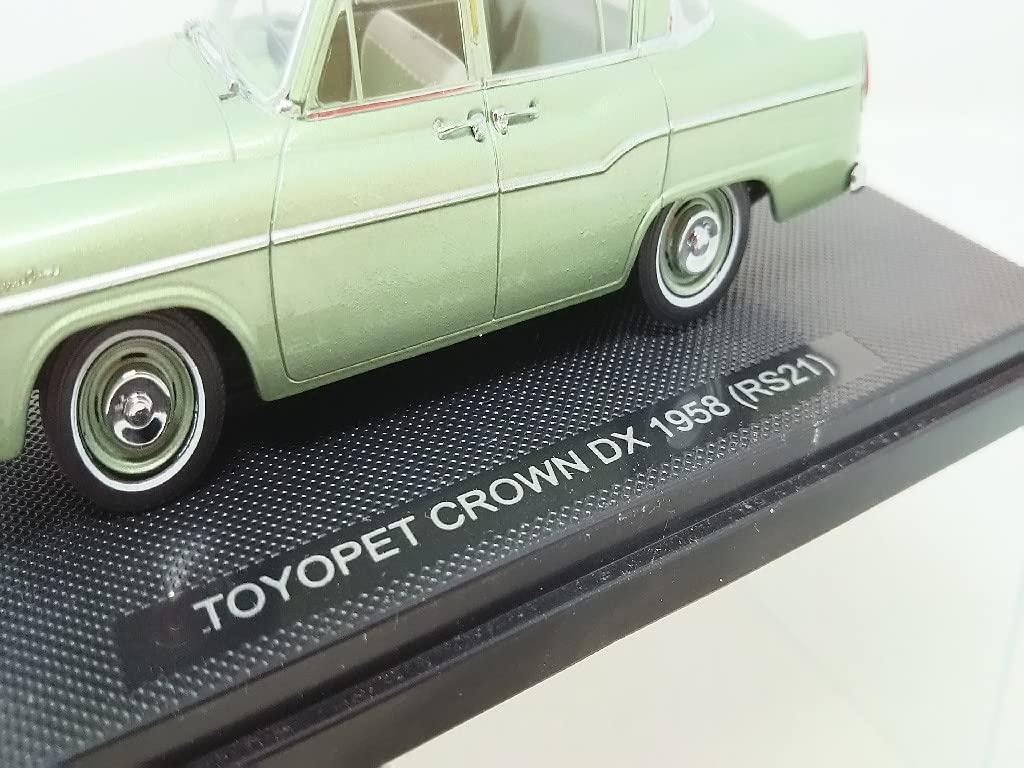 TOYOPET CROWN DX 1958 (RS21)